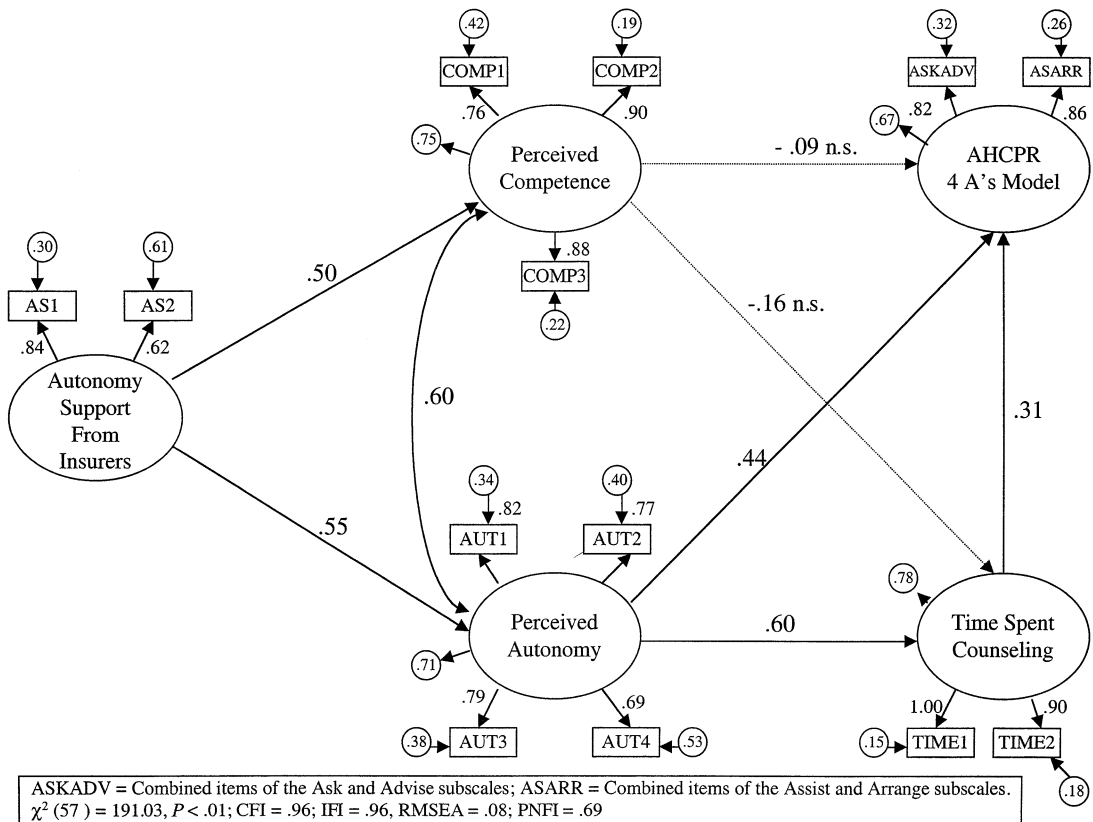 .42
.19
.32
.26
COMP1
COMP2
ASKADV
ASARR
.76
.90
.82
.86
.75
.67
Perceived
Competence
- .09 n.s.
AHCPR
4 A's Model
.88
COMP3
.22
.30
.61
AS1
AS2
.84
.62
.50
-.16 n.s.
Autonomy
Support
From
Insurers
.60
.31
.44
.34
.40
.82
.77
AUT1
AUT2
.55
.78
Perceived
Autonomy
.60
Time Spent
Counseling
.71
.79
.69
1.00
.90
.38
AUT3
AUT4
.53
.15
TIME1
TIME2
.18
ASKADV = Combined items of the Ask and Advise subscales; ASARR = Combined items of the Assist and Arrange subscales.
χ² (57 ) = 191.03, P < .01; CFI = .96; IFI = .96, RMSEA = .08; PNFI = .69